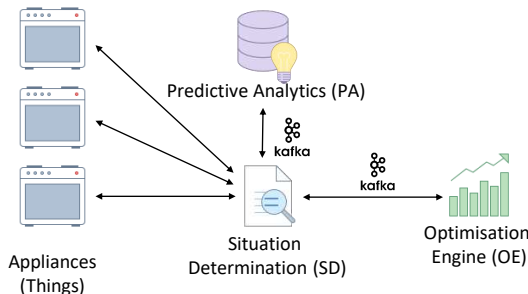 Predictive Analytics (PA)
kafka
kafka
Situation
Determination (SD)
Optimisation
Engine (OE)
Appliances
(Things)